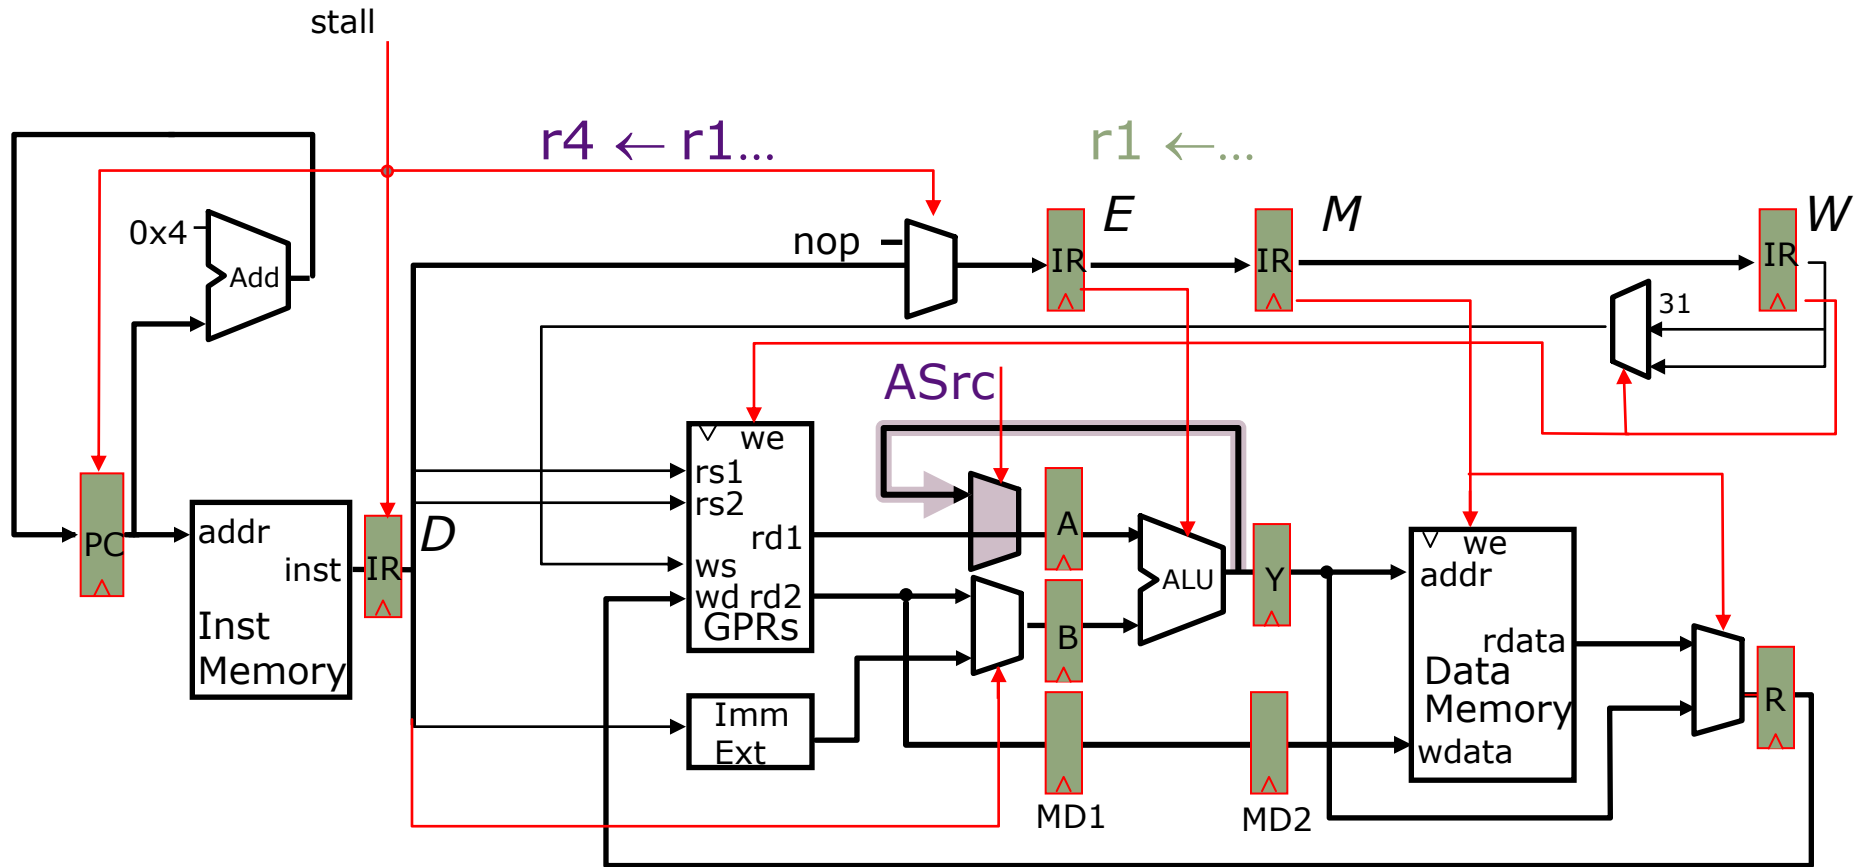 stall
r4 ← r1...
r1 ←...
E
M
W
0x4
Add
nop
IR
IR
IR
31
ASrc
we
rs1
rs2
rd1
ws
wd rd2
GPRs
A
B
ALU
Y
PC
addr
inst
Inst
Memory
IR
D
Imm
Ext
MD1
MD2
we
addr
rdata
Data
Memory
wdata
R